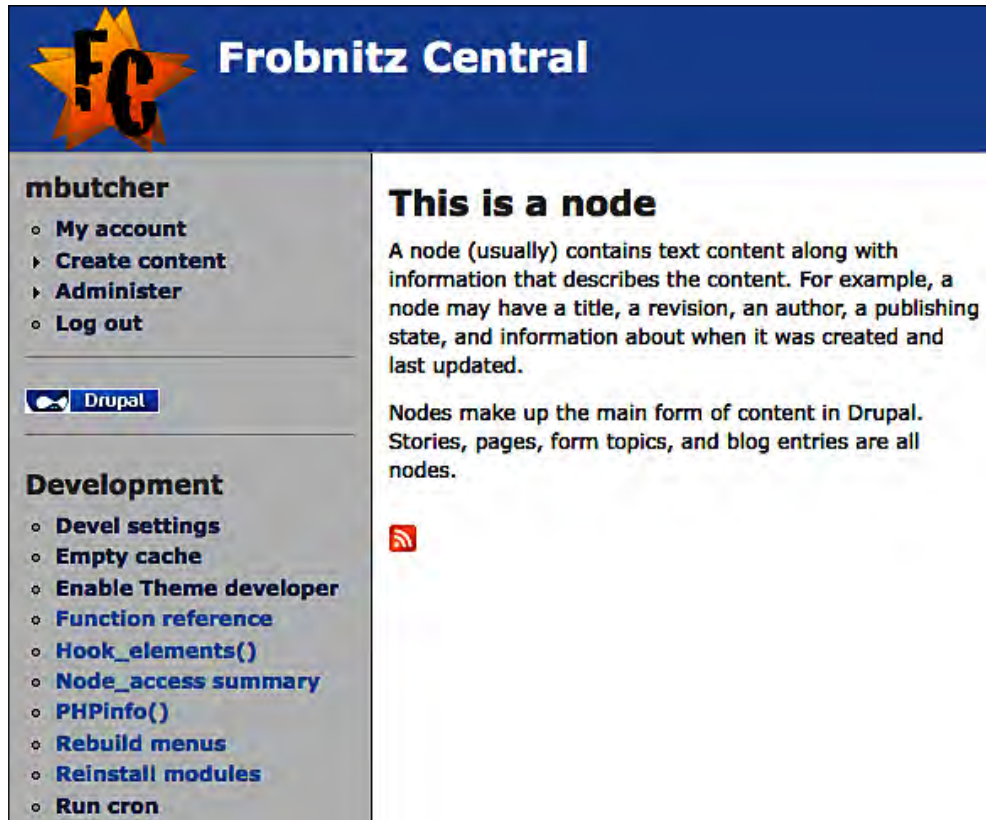 FC
Frobnitz Central
mbutcher
My account
Create content
Administer
Log out
Drupal
Development
Devel settings
Empty cache
Enable Theme developer
Function reference
Hook_elements()
Node_access summary
PHPinfo()
Rebuild menus
Reinstall modules
Run cron
This is a node
A node (usually) contains text content along with
information that describes the content. For example, a
node may have a title, a revision, an author, a publishing
state, and information about when it was created and
last updated.
Nodes make up the main form of content in Drupal.
Stories, pages, form topics, and blog entries are all
nodes.